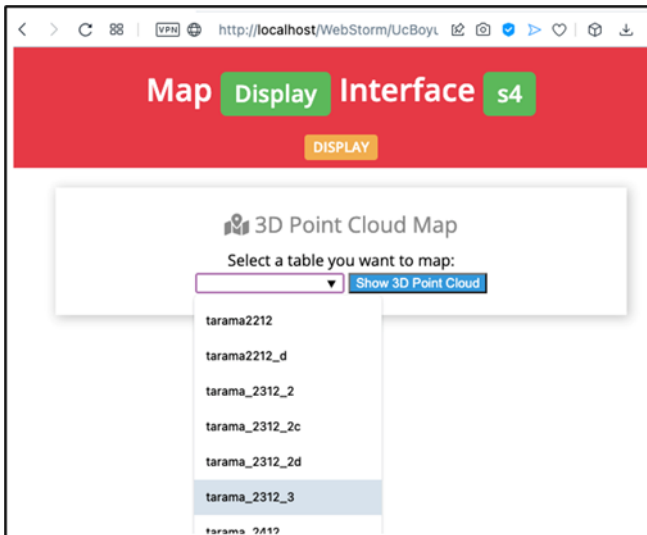 VPN http://localhost/WebStorm/UcBoyu
Map Display Interface s4
DISPLAY
3D Point Cloud Map
Select a table you want to map:
Show 3D Point Cloud
tarama2212
tarama2212_d
tarama_2312_2
tarama_2312_2c
tarama_2312_2d
tarama_2312_3
tarama_2412